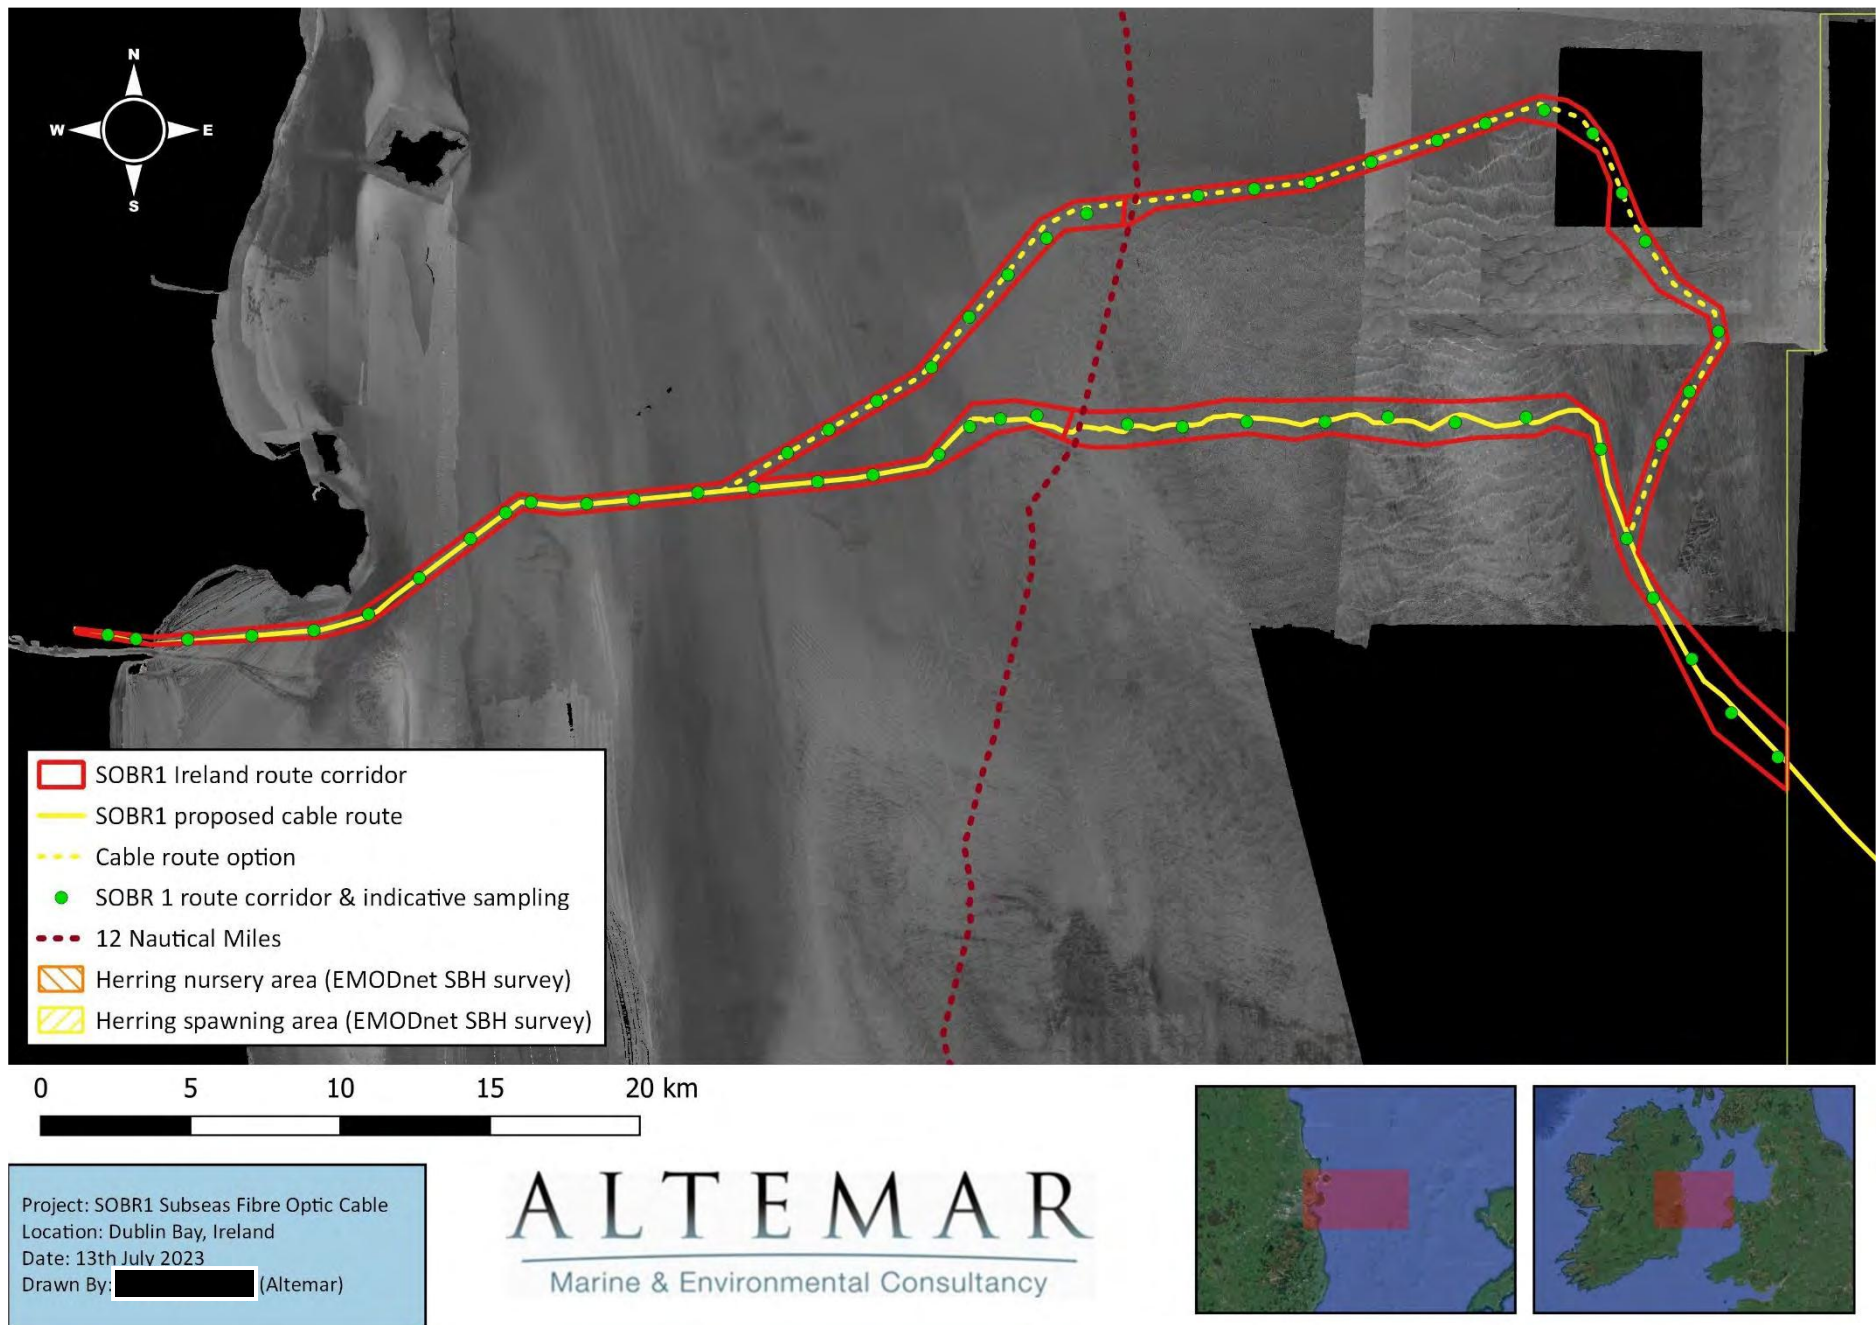 N
W E
S
SOBR1 Ireland route corridor
SOBR1 proposed cable route
Cable route option
SOBR 1 route corridor & indicative sampling
12 Nautical Miles
Herring nursery area (EMODnet SBH survey)
Herring spawning area (EMODnet SBH survey)
0 5 10 15 20 km
Project: SOBR1 Subseas Fibre Optic Cable
Location: Dublin Bay, Ireland
Date: 13th July 2023
Drawn By: (Altemar)
ALTEMAR
Marine & Environmental Consultancy